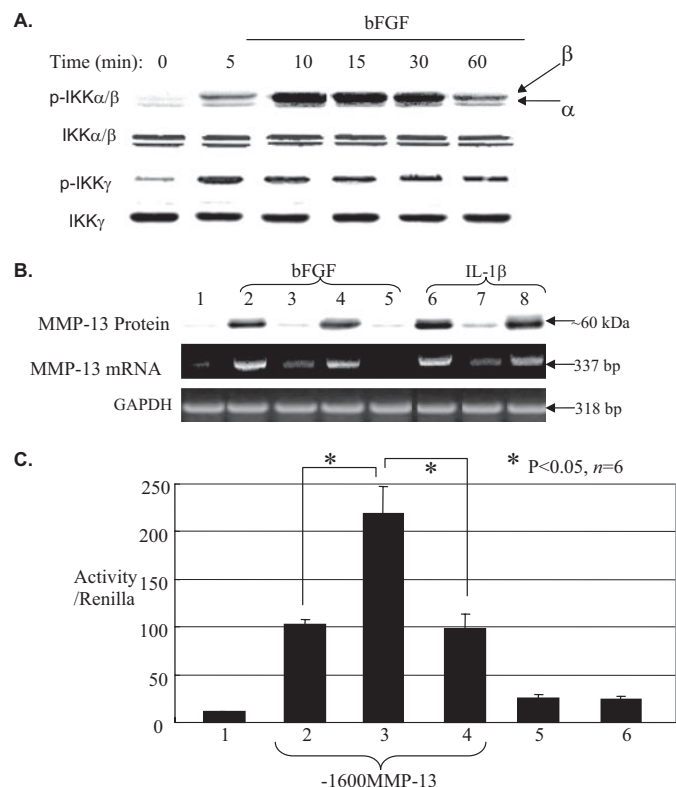 A.
bFGF
Time (min): 0 5 10 15 30 60
β
p-IKKα/β
α
IKKα/β
p-IKKγ
IKKγ
B.
bFGF IL-1β
1 2 3 4 5 6 7 8
MMP-13 Protein ~60 kDa
MMP-13 mRNA 337 bp
GAPDH 318 bp
C.
* * * P<0.05, n=6
250
200
Activity
/Renilla
150
100
50
0
1 2 3 4 5 6
-1600MMP-13